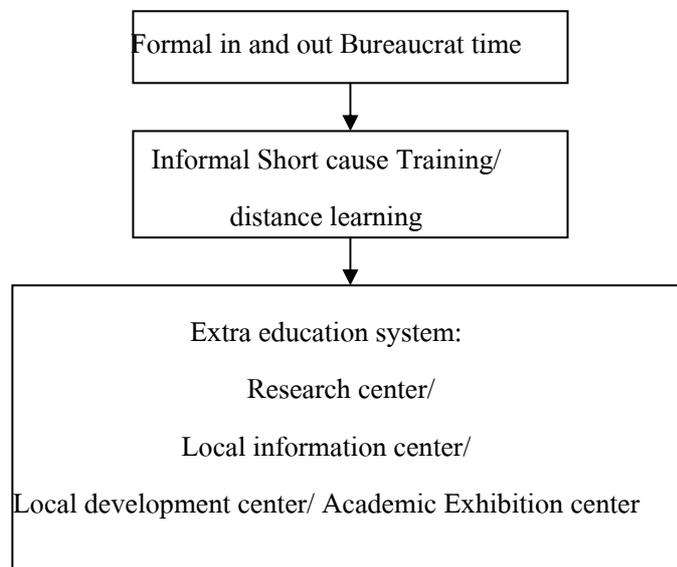 Formal in and out Bureaucrat time
Informal Short cause Training/
distance learning
Extra education system:
Research center/
Local information center/
Local development center/ Academic Exhibition center